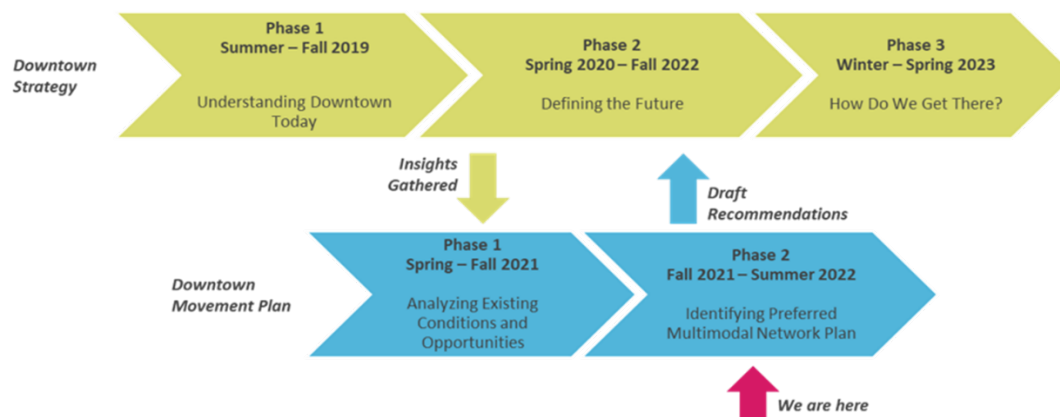 Downtown
Strategy
Phase 1
Summer – Fall 2019
Understanding Downtown
Today
Phase 2
Spring 2020 – Fall 2022
Defining the Future
Phase 3
Winter – Spring 2023
How Do We Get There?
Insights
Gathered
Draft
Recommendations
Downtown
Movement Plan
Phase 1
Spring – Fall 2021
Analyzing Existing
Conditions and
Opportunities
Phase 2
Fall 2021 – Summer 2022
Identifying Preferred
Multimodal Network Plan
We are here